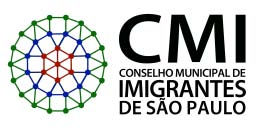 CMI
CONSELHO MUNICIPAL DE
IMIGRANTES
DE SÃO PAULO